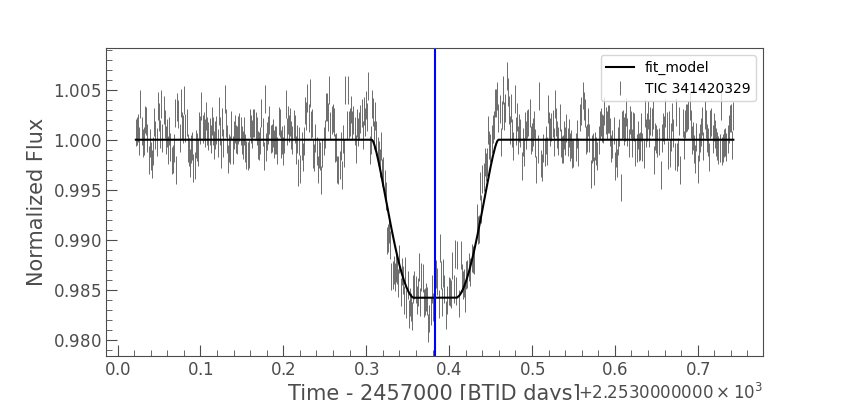 fit_model
TIC 341420329
Normalized Flux
1.005
1.000
0.995
0.990
0.985
0.980
0.0 0.1 0.2 0.3 0.4 0.5 0.6 0.7
Time - 2457000 [BTJD days]
+2.2530000000 × 10³